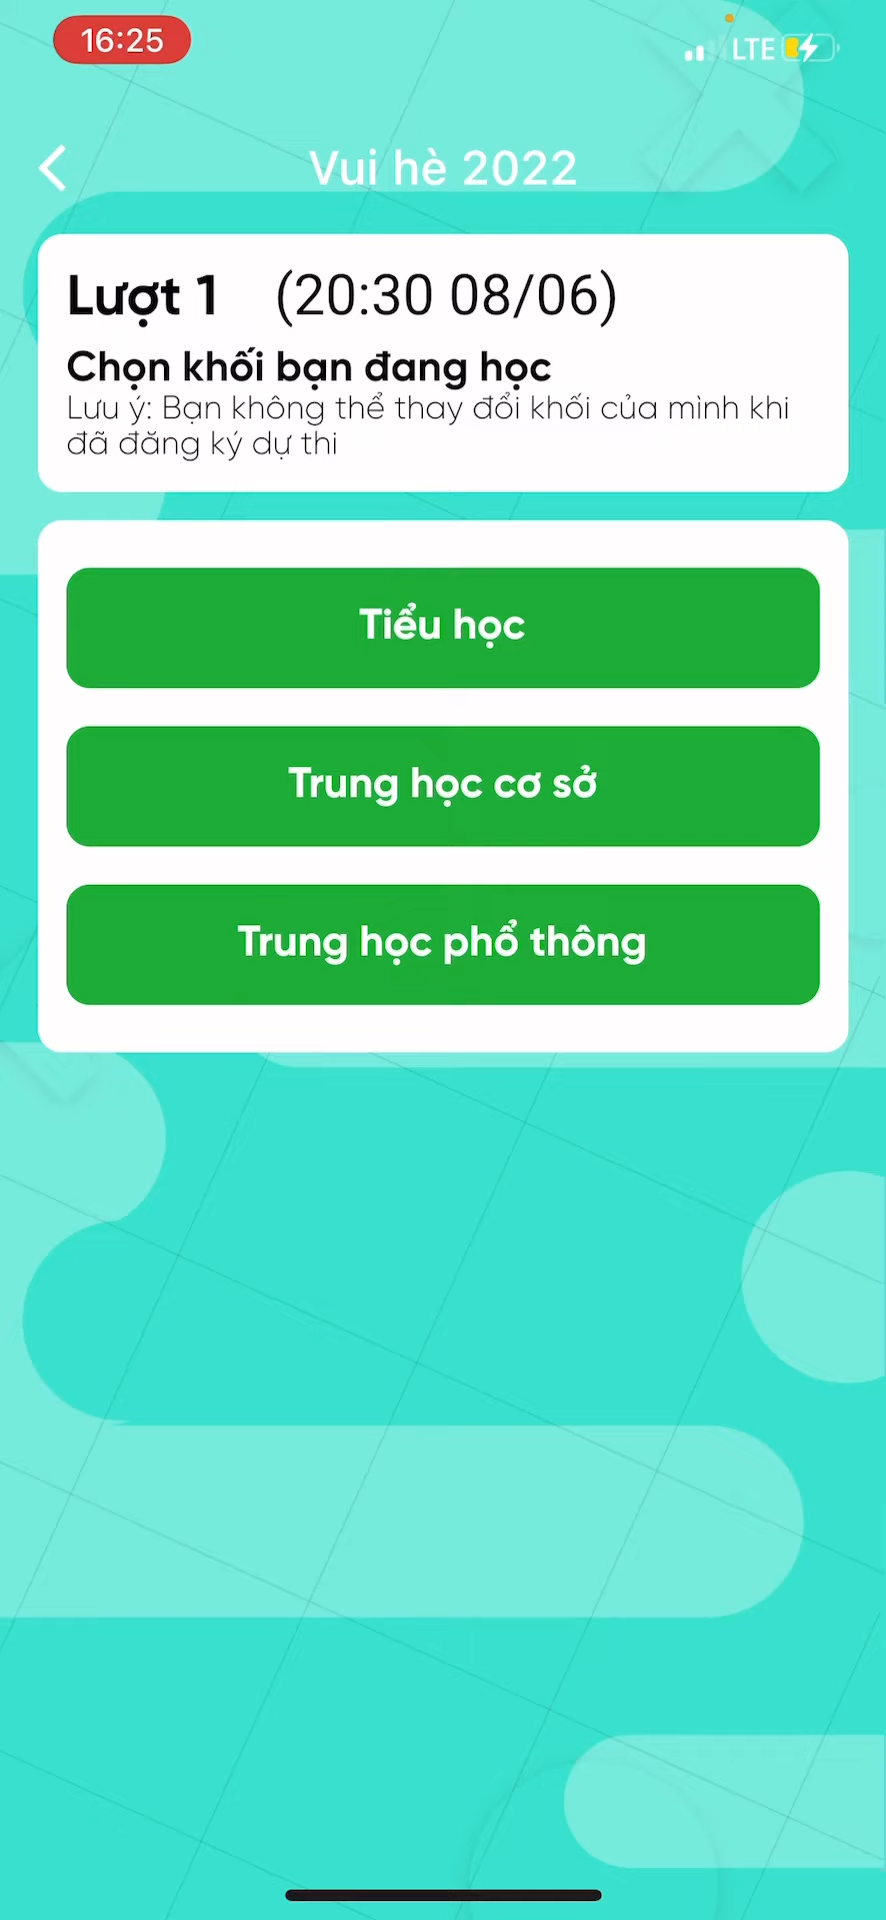 16:25
LTE
Vui hè 2022
Lượt 1 (20:30 08/06)
Chọn khối bạn đang học
Lưu ý: Bạn không thể thay đổi khối của mình khi
đã đăng ký dự thi
Tiểu học
Trung học cơ sở
Trung học phổ thông